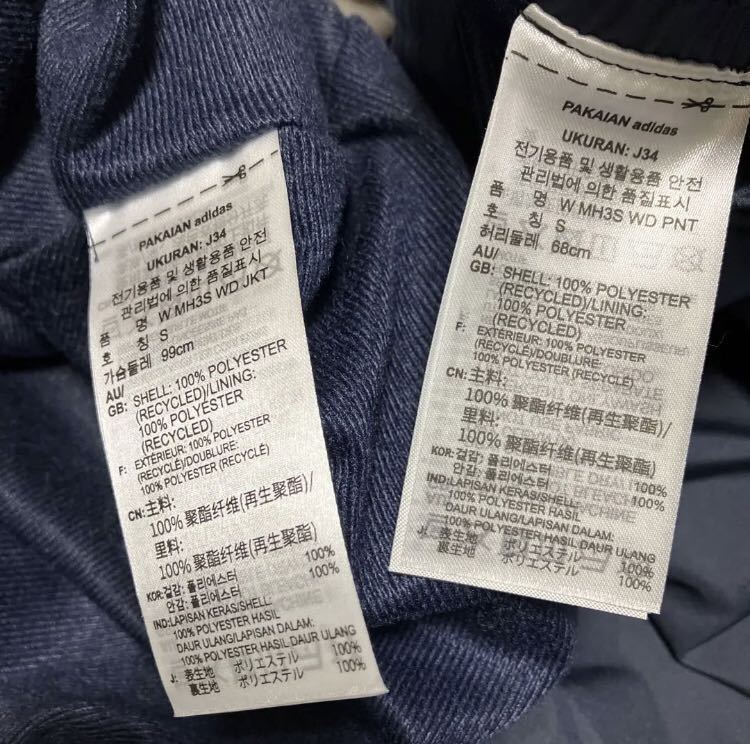 PAKAIAN adidas
UKURAN: J34
전기용품 및 생활용품 안전
관리법에 의한 품질표시
품 명 W MH3S WD JKT
호 칭 S
가슴둘레 99cm
AU/
GB: SHELL: 100% POLYESTER
(RECYCLED)/LINING:
100% POLYESTER
(RECYCLED)
F: EXTÉRIEUR: 100% POLYESTER
(RECYCLÉ)/DOUBLURE:
100% POLYESTER (RECYCLÉ)
CN: 主料:
100% 聚酯纤维(再生聚酯)/
里料:
100% 聚酯纤维(再生聚酯)
KOR: 겉감: 폴리에스터 100%
안감: 폴리에스터 100%
IND: LAPISAN KERAS/SHELL:
100% POLYESTER HASIL
DAUR ULANG/LAPISAN DALAM:
100% POLYESTER HASIL DAUR ULANG
J: 表生地 ポリエステル 100%
裏生地 ポリエステル 100%
PAKAIAN adidas
UKURAN: J34
전기용품 및 생활용품 안전
관리법에 의한 품질표시
품 명 W MH3S WD PNT
호 칭 S
허리둘레 68cm
AU/
GB: SHELL: 100% POLYESTER
(RECYCLED)/LINING:
100% POLYESTER
(RECYCLED)
F: EXTÉRIEUR: 100% POLYESTER
(RECYCLÉ)/DOUBLURE:
100% POLYESTER (RECYCLÉ)
CN: 主料:
100% 聚酯纤维(再生聚酯)/
里料:
100% 聚酯纤维(再生聚酯)
KOR: 겉감: 폴리에스터 100%
안감: 폴리에스터 100%
IND: LAPISAN KERAS/SHELL:
100% POLYESTER HASIL
DAUR ULANG/LAPISAN DALAM:
100% POLYESTER HASIL DAUR ULANG
J: 表生地 ポリエステル 100%
裏生地 ポリエステル 100%